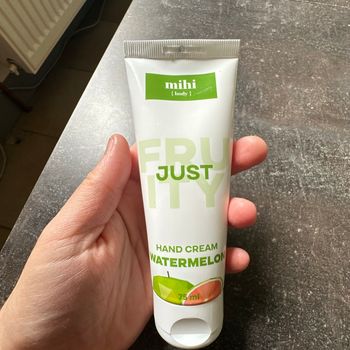 mihi
{ body }
FRU
JUST
ITY
HAND CREAM
WATERMELON
75 ml